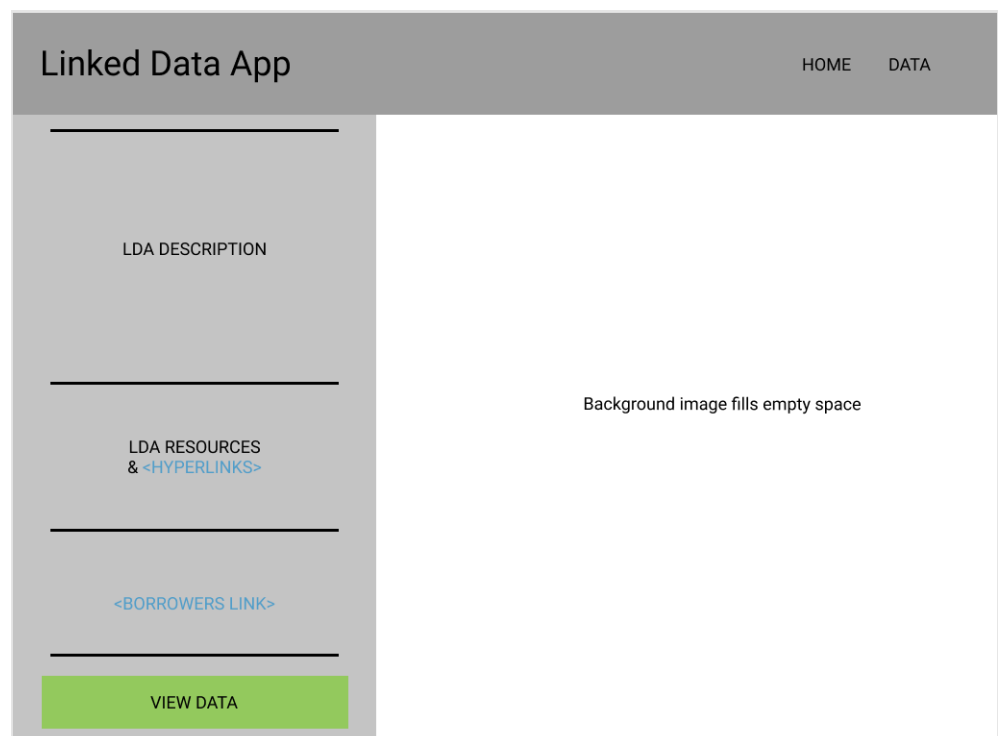 Linked Data App
HOME DATA
LDA DESCRIPTION
Background image fills empty space
LDA RESOURCES
& <HYPERLINKS>
<BORROWERS LINK>
VIEW DATA